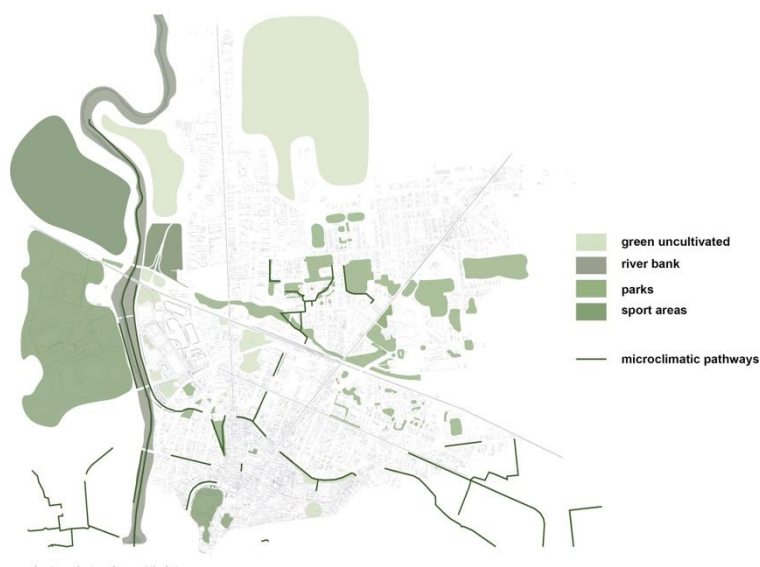 green uncultivated
river bank
parks
sport areas
microclimatic pathways